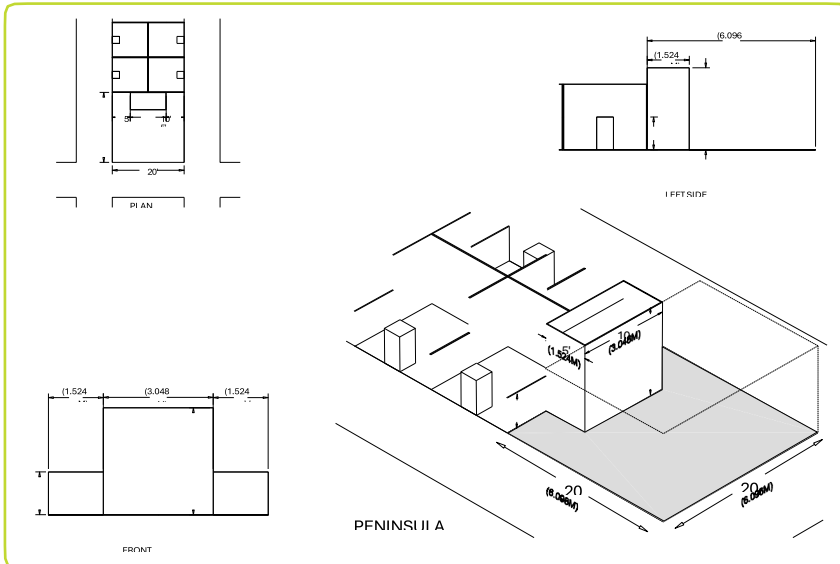 (6.096
(1.524
5'
10'
20'
PLAN
LEFT SIDE
10
(3.048M)
5'
(1.524M)
(1.524
(3.048
(1.524
20
(6.096M)
20
(6.096M)
PENINSULA
FRONT